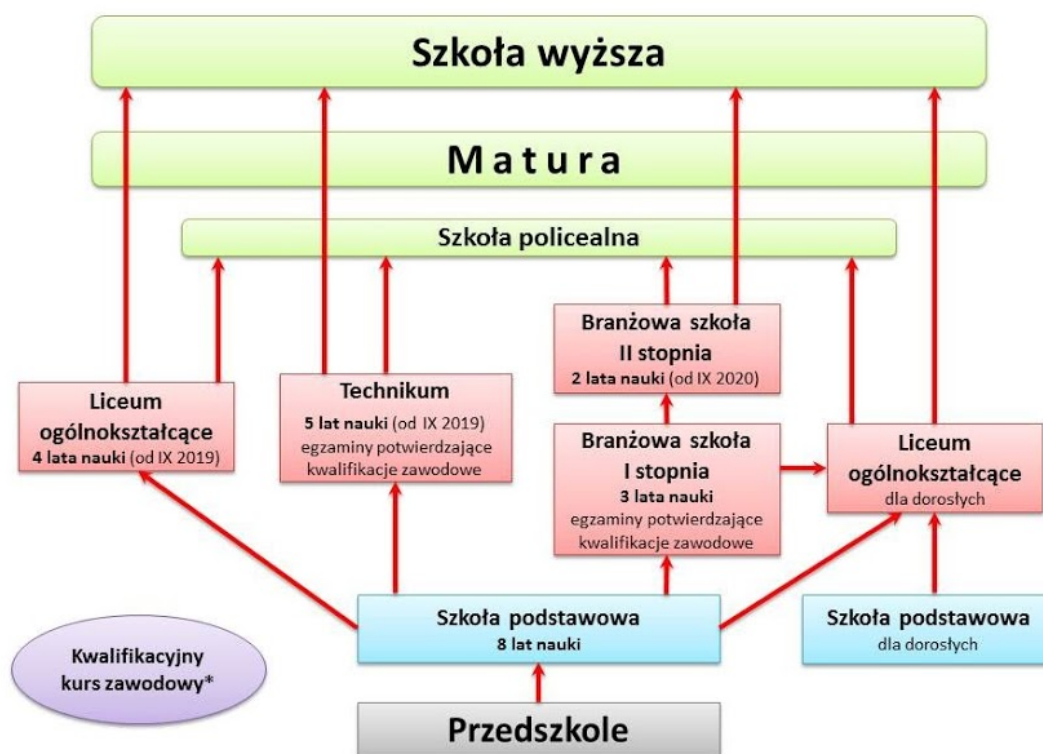 Szkoła wyższa
Matura
Szkoła policealna
Branżowa szkoła
II stopnia
2 lata nauki (od IX 2020)
Liceum
ogólnokształcące
4 lata nauki (od IX 2019)
Technikum
5 lat nauki (od IX 2019)
egzaminy potwierdzające
kwalifikacje zawodowe
Branżowa szkoła
I stopnia
3 lata nauki
egzaminy potwierdzające
kwalifikacje zawodowe
Liceum
ogólnokształcące
dla dorosłych
Szkoła podstawowa
8 lat nauki
Szkoła podstawowa
dla dorosłych
Kwalifikacyjny
kurs zawodowy*
Przedszkole